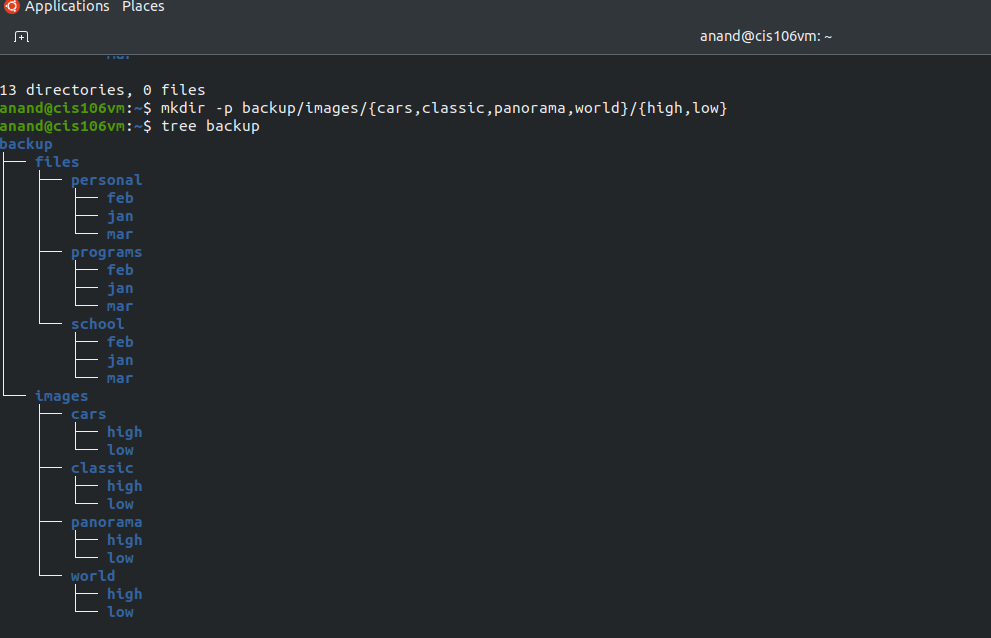 Applications Places
anand@cis106vm: ~
13 directories, 0 files
anand@cis106vm:~$ mkdir -p backup/images/{cars,classic,panorama,world}/{high,low}
anand@cis106vm:~$ tree backup
backup
├── files
│   ├── personal
│   │   ├── feb
│   │   ├── jan
│   │   └── mar
│   ├── programs
│   │   ├── feb
│   │   ├── jan
│   │   └── mar
│   └── school
│       ├── feb
│       ├── jan
│       └── mar
└── images
    ├── cars
    │   ├── high
    │   └── low
    ├── classic
    │   ├── high
    │   └── low
    ├── panorama
    │   ├── high
    │   └── low
    └── world
        ├── high
        └── low